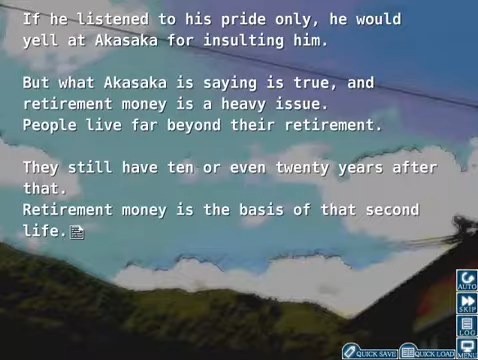 If he listened to his pride only, he would
yell at Akasaka for insulting him.
But what Akasaka is saying is true, and
retirement money is a heavy issue.
People live far beyond their retirement.
They still have ten or even twenty years after
that.
Retirement money is the basis of that second
life.
AUTO
SKIP
LOG
MENU
QUICK SAVE
QUICK LOAD